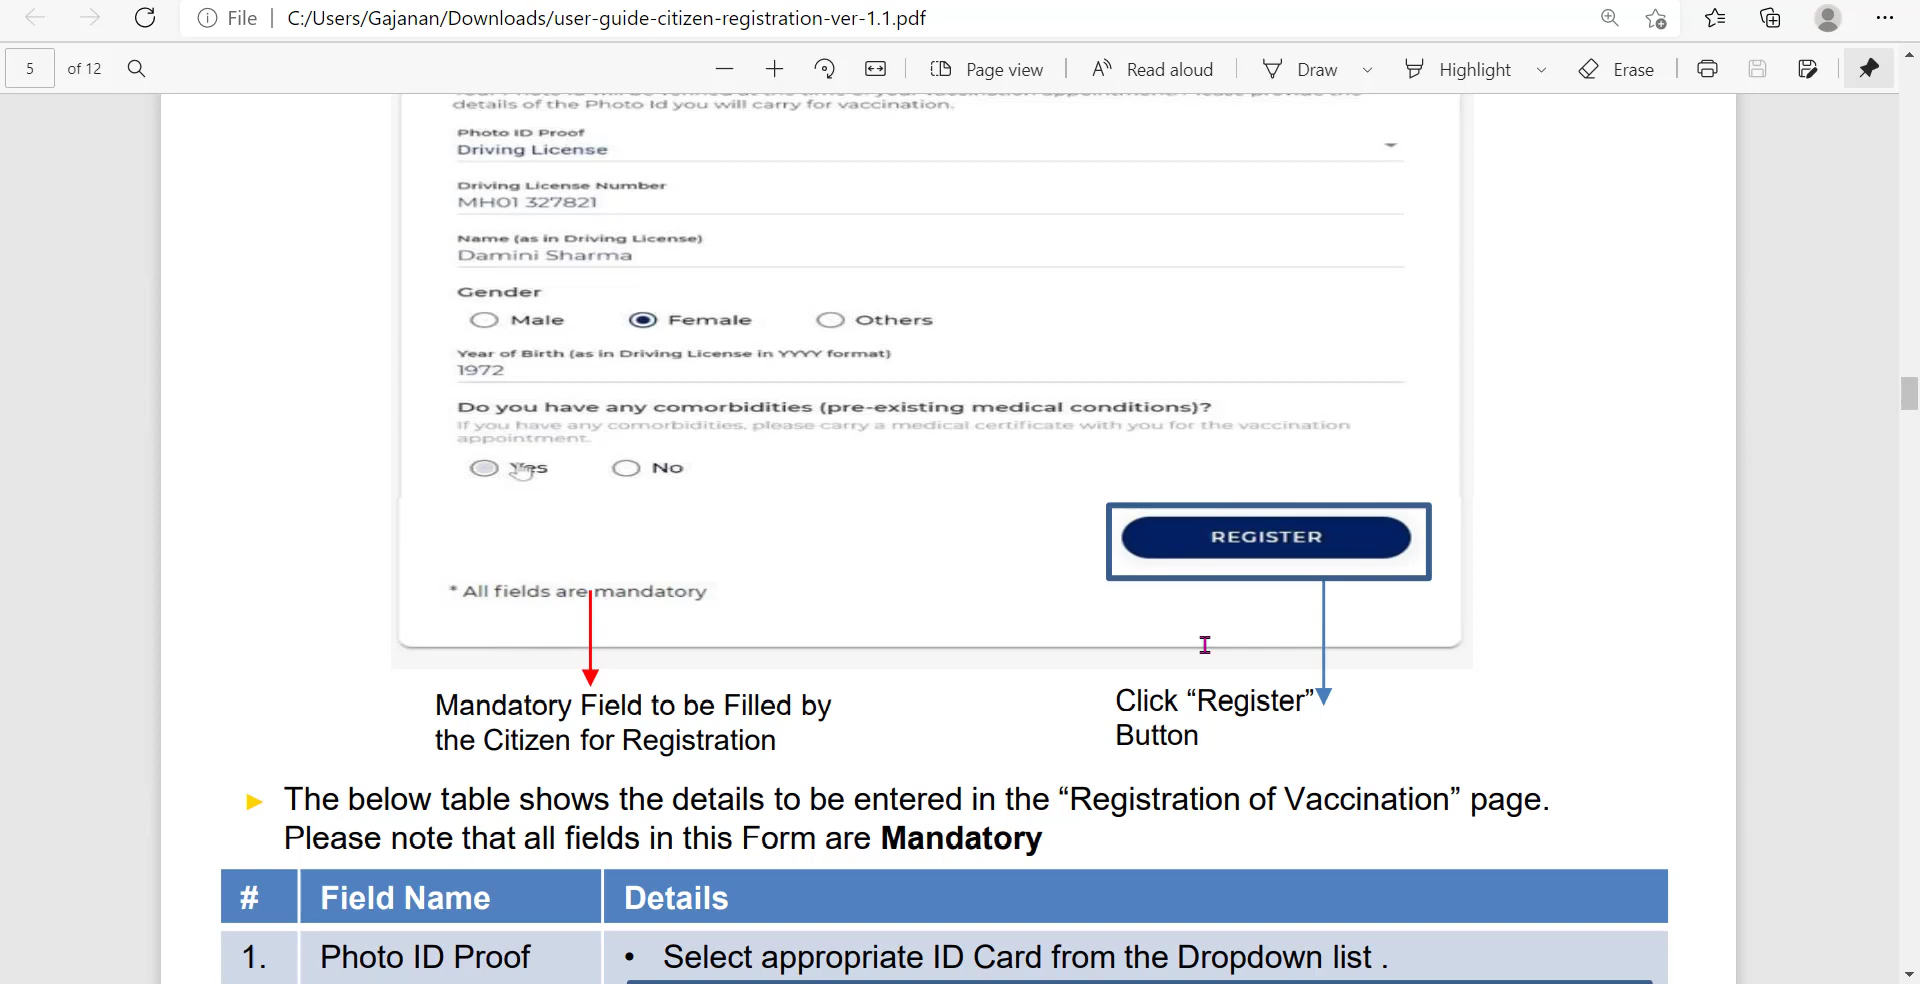 File | C:/Users/Gajanan/Downloads/user-guide-citizen-registration-ver-1.1.pdf
5 of 12 Page view Read aloud Draw Highlight Erase
details of the Photo Id you will carry for vaccination.
Photo ID Proof
Driving License
Driving License Number
MH01 327821
Name (as in Driving License)
Damini Sharma
Gender
Male Female Others
Year of Birth (as in Driving License in YYYY format)
1972
Do you have any comorbidities (pre-existing medical conditions)?
If you have any comorbidities, please carry a medical certificate with you for the vaccination
appointment.
Yes No
REGISTER
* All fields are mandatory
Mandatory Field to be Filled by
the Citizen for Registration
Click “Register”
Button
The below table shows the details to be entered in the “Registration of Vaccination” page.
Please note that all fields in this Form are Mandatory
# Field Name Details
1. Photo ID Proof • Select appropriate ID Card from the Dropdown list .